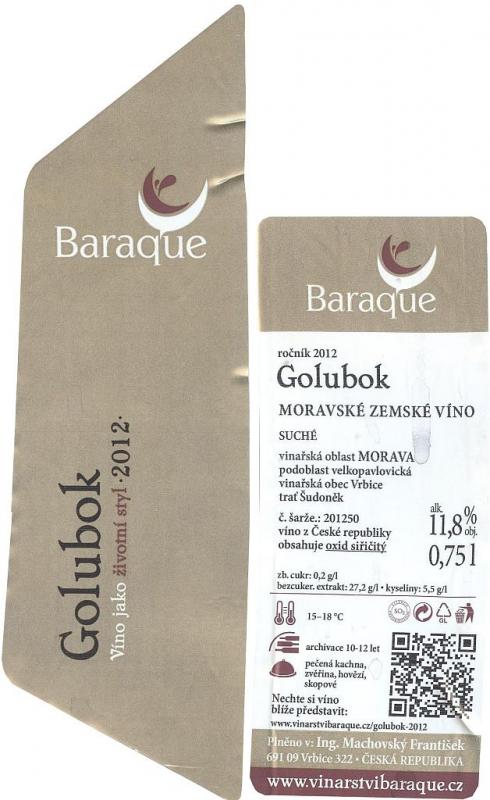 Baraque
Golubok
Víno jako životní styl ·2012·
Baraque
ročník 2012
Golubok
MORAVSKÉ ZEMSKÉ VÍNO
SUCHÉ
vinařská oblast MORAVA
podoblast velkopavlovická
vinařská obec Vrbice
trať Šudoněk
č. šarže.: 201250
víno z České republiky
obsahuje oxid siřičitý
alk.
11,8% obj.
0,75 l
zb. cukr: 0,2 g/l
bezcuker. extrakt: 27,2 g/l • kyseliny: 5,5 g/l
15–18 °C
SO2
GL
archivace 10-12 let
pečená kachna,
zvěřina, hovězí,
skopové
Nechte si víno
blíže představit:
www.vinarstvibaraque.cz/golubok-2012
Plněno v: Ing. Machovský František
691 09 Vrbice 322 • ČESKÁ REPUBLIKA
www.vinarstvibaraque.cz